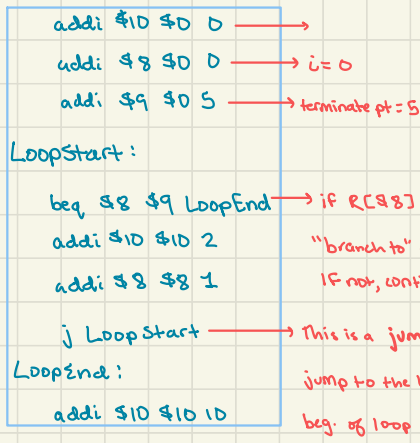 addi $10 $0 0 →
addi $8 $0 0 → i=0
addi $9 $0 5 → terminate pt = 5
LoopStart:
beq $8 $9 LoopEnd → if R[$8]
addi $10 $10 2 "branch to"
addi $8 $8 1 If not,
j LoopStart → This is a
LoopEnd: jump to the
addi $10 $10 10 beg. of loop